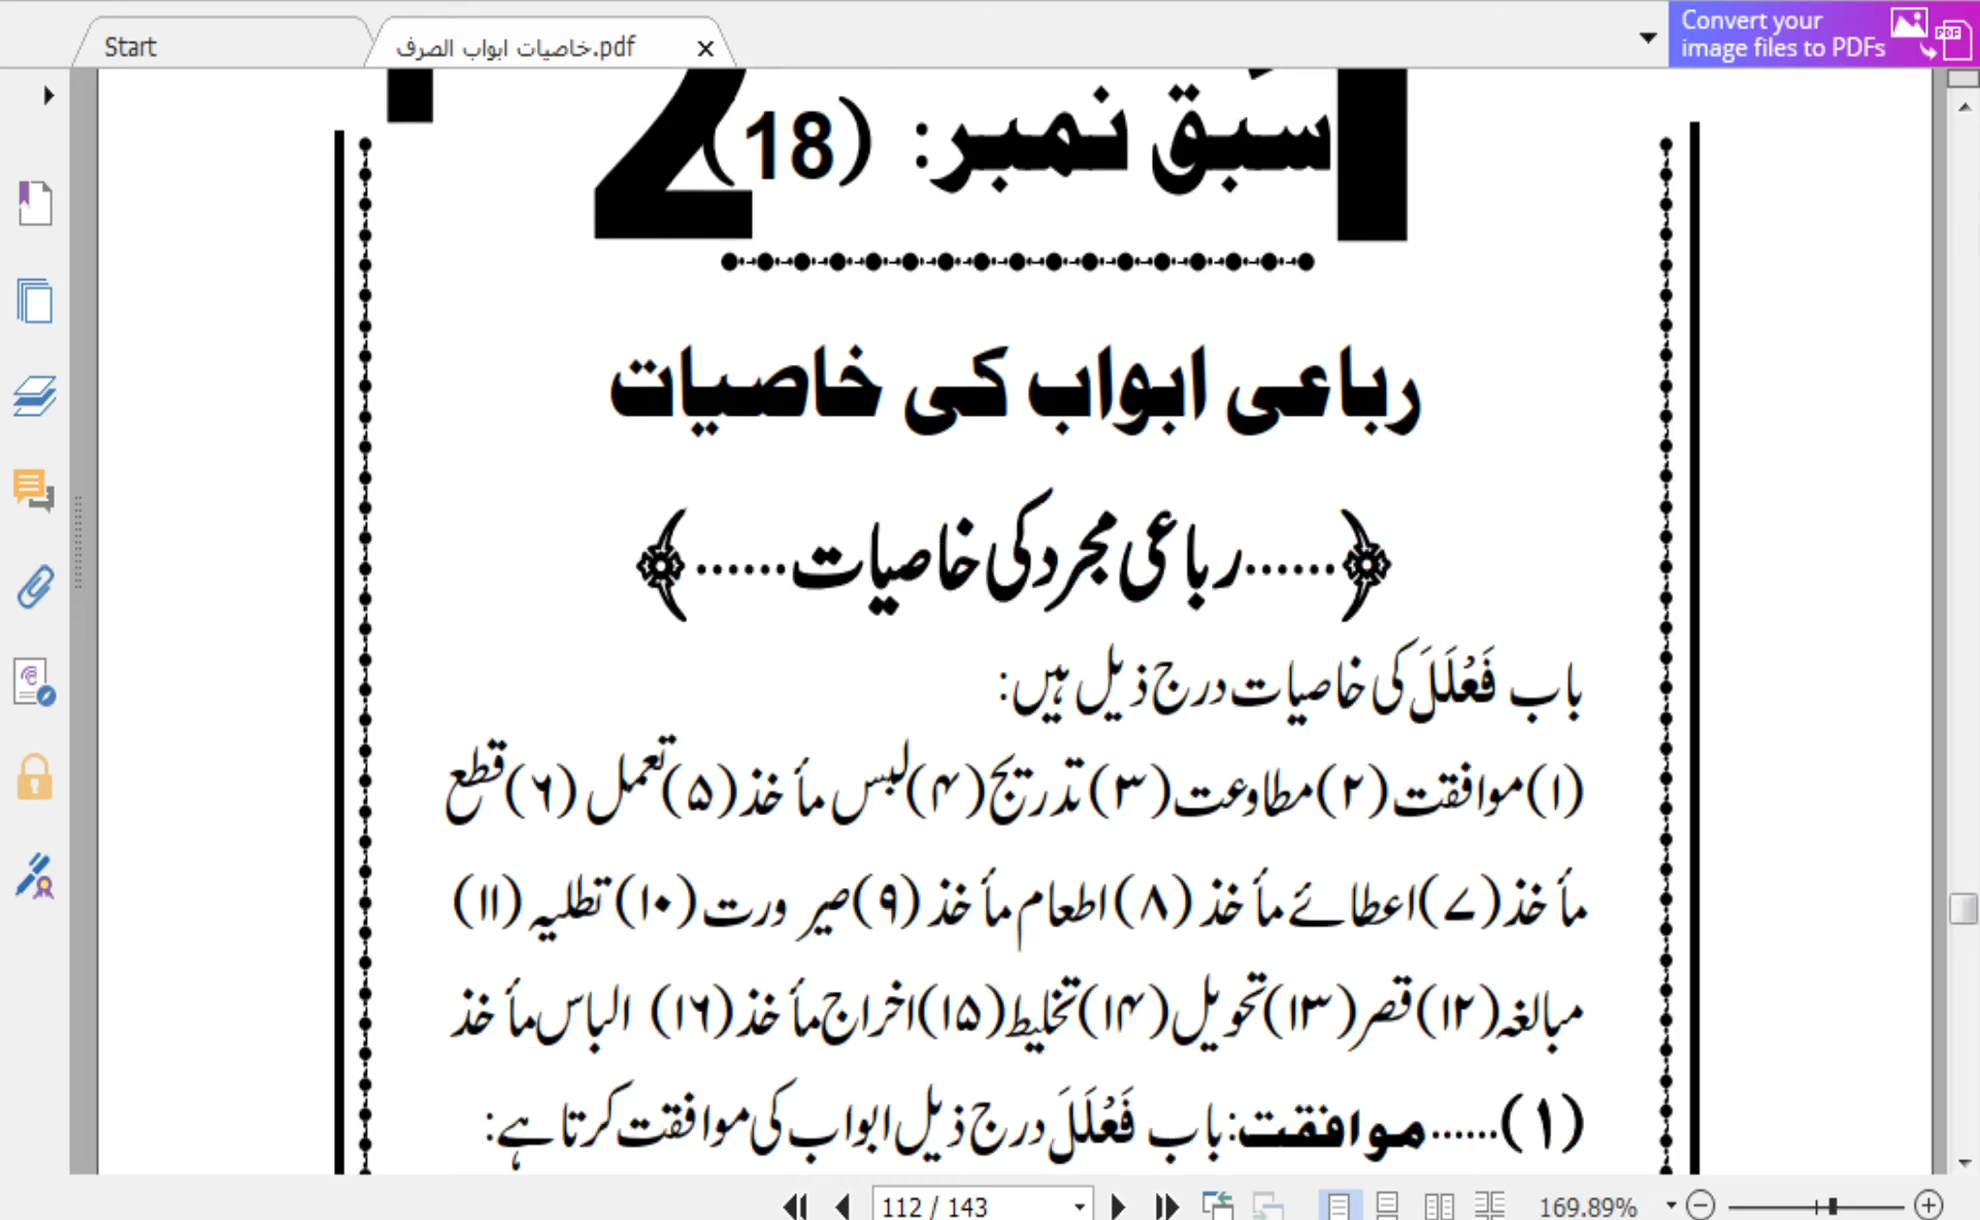 Start
خاصيات ابواب الصرف.pdf
Convert your
image files to PDFs
2
سبق نمبر: (18)
رباعی ابواب کی خاصیات
﴿......رباعی مجرد کی خاصیات......﴾
باب فَعْلَلَ کی خاصیات درج ذیل ہیں:
(۱)موافقت(۲)مطاوعت(۳)تدریج(۴)لبس مأخذ(۵)تعمل(۶)قطع
مأخذ(۷)اعطائے مأخذ(۸)اطعام مأخذ(۹)صیر ورت(۱۰)تطلیہ(۱۱)
مبالغہ(۱۲)قصر(۱۳)تحویل(۱۴)تخلیط(۱۵)اخراج مأخذ(۱۶) الباس مأخذ
(۱)......موافقت:باب فَعْلَلَ درج ذیل ابواب کی موافقت کرتا ہے:
112 / 143
169.89%